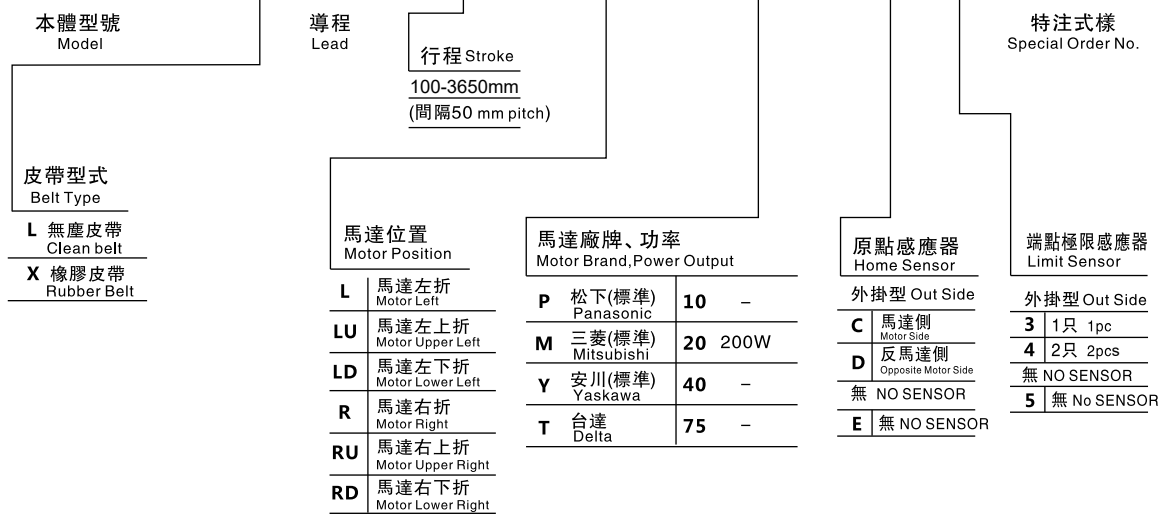 本體型號
Model
導程
Lead
行程 Stroke
100-3650mm
(間隔50 mm pitch)
特注式樣
Special Order No.
皮帶型式
Belt Type
L 無塵皮帶
Clean belt
X 橡膠皮帶
Rubber Belt
馬達位置
Motor Position
L 馬達左折
Motor Left
LU 馬達左上折
Motor Upper Left
LD 馬達左下折
Motor Lower Left
R 馬達右折
Motor Right
RU 馬達右上折
Motor Upper Right
RD 馬達右下折
Motor Lower Right
馬達廠牌、功率
Motor Brand,Power Output
P 松下(標準) 10 –
Panasonic
M 三菱(標準) 20 200W
Mitsubishi
Y 安川(標準) 40 –
Yaskawa
T 台達 75 –
Delta
原點感應器
Home Sensor
外掛型 Out Side
C 馬達側
Motor Side
D 反馬達側
Opposite Motor Side
無 NO SENSOR
E 無 NO SENSOR
端點極限感應器
Limit Sensor
外掛型 Out Side
3 1只 1pc
4 2只 2pcs
無 NO SENSOR
5 無 No SENSOR